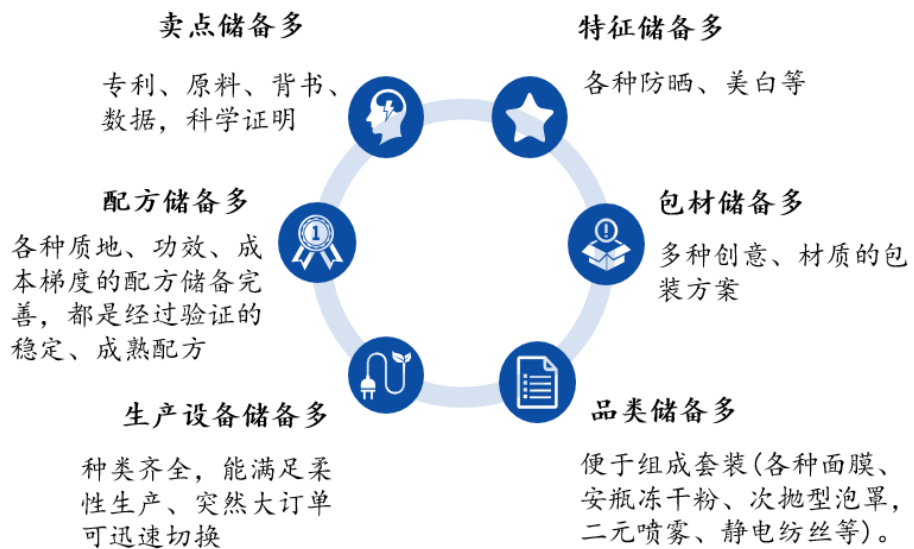 卖点储备多
专利、原料、背书、
数据，科学证明
特征储备多
各种防晒、美白等
配方储备多
各种质地、功效、成
本梯度的配方储备完
善，都是经过验证的
稳定、成熟配方
包材储备多
多种创意、材质的包
装方案
生产设备储备多
种类齐全，能满足柔
性生产、突然大订单
可迅速切换
品类储备多
便于组成套装(各种面膜、
安瓶冻干粉、次抛型泡罩，
二元喷雾、静电纺丝等)。
1